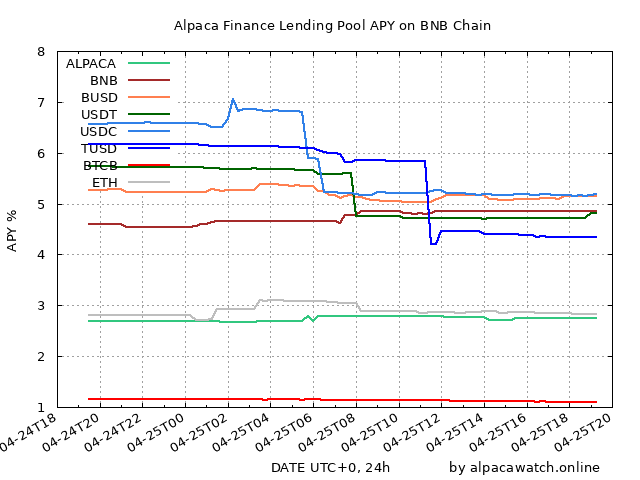 Alpaca Finance Lending Pool APY on BNB Chain
8
7
6
5
4
3
2
1
APY %
ALPACA
BNB
BUSD
USDT
USDC
TUSD
BTCB
ETH
04-24T18
04-24T20
04-24T22
04-25T00
04-25T02
04-25T04
04-25T06
04-25T08
04-25T10
04-25T12
04-25T14
04-25T16
04-25T18
04-25T20
DATE UTC+0, 24h
by alpacawatch.online